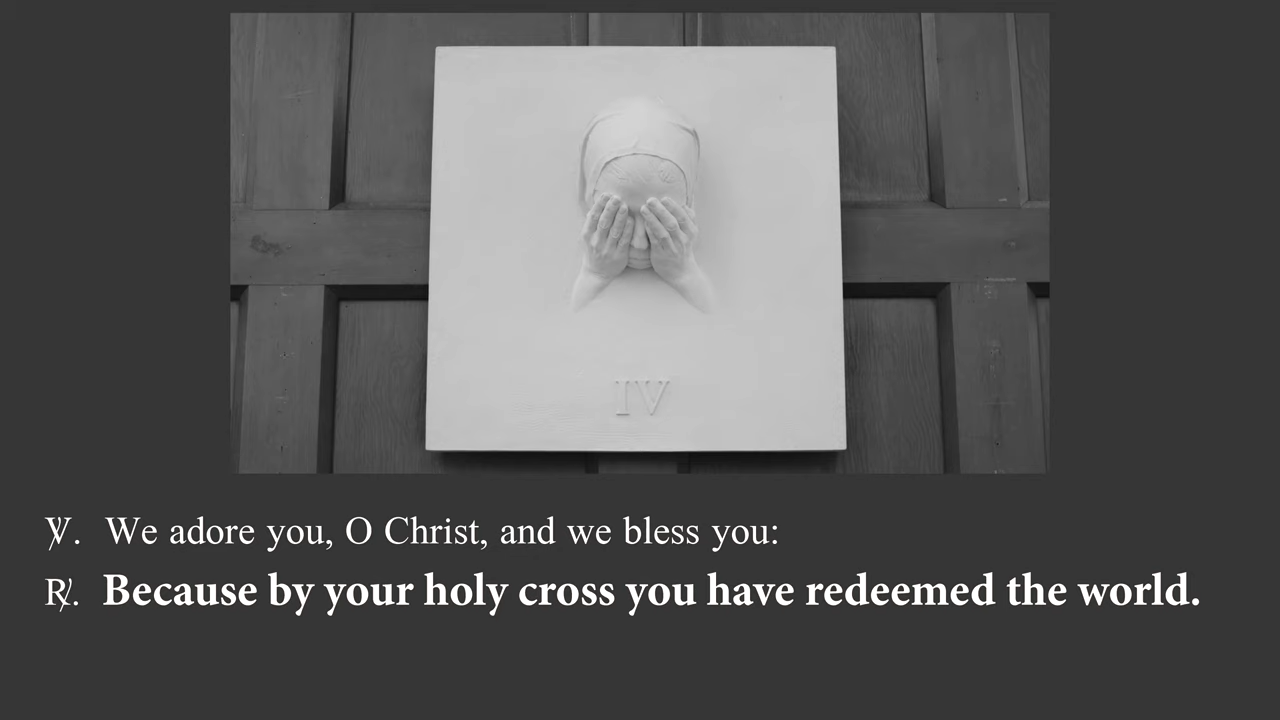 IV
℣. We adore you, O Christ, and we bless you:
℟. Because by your holy cross you have redeemed the world.